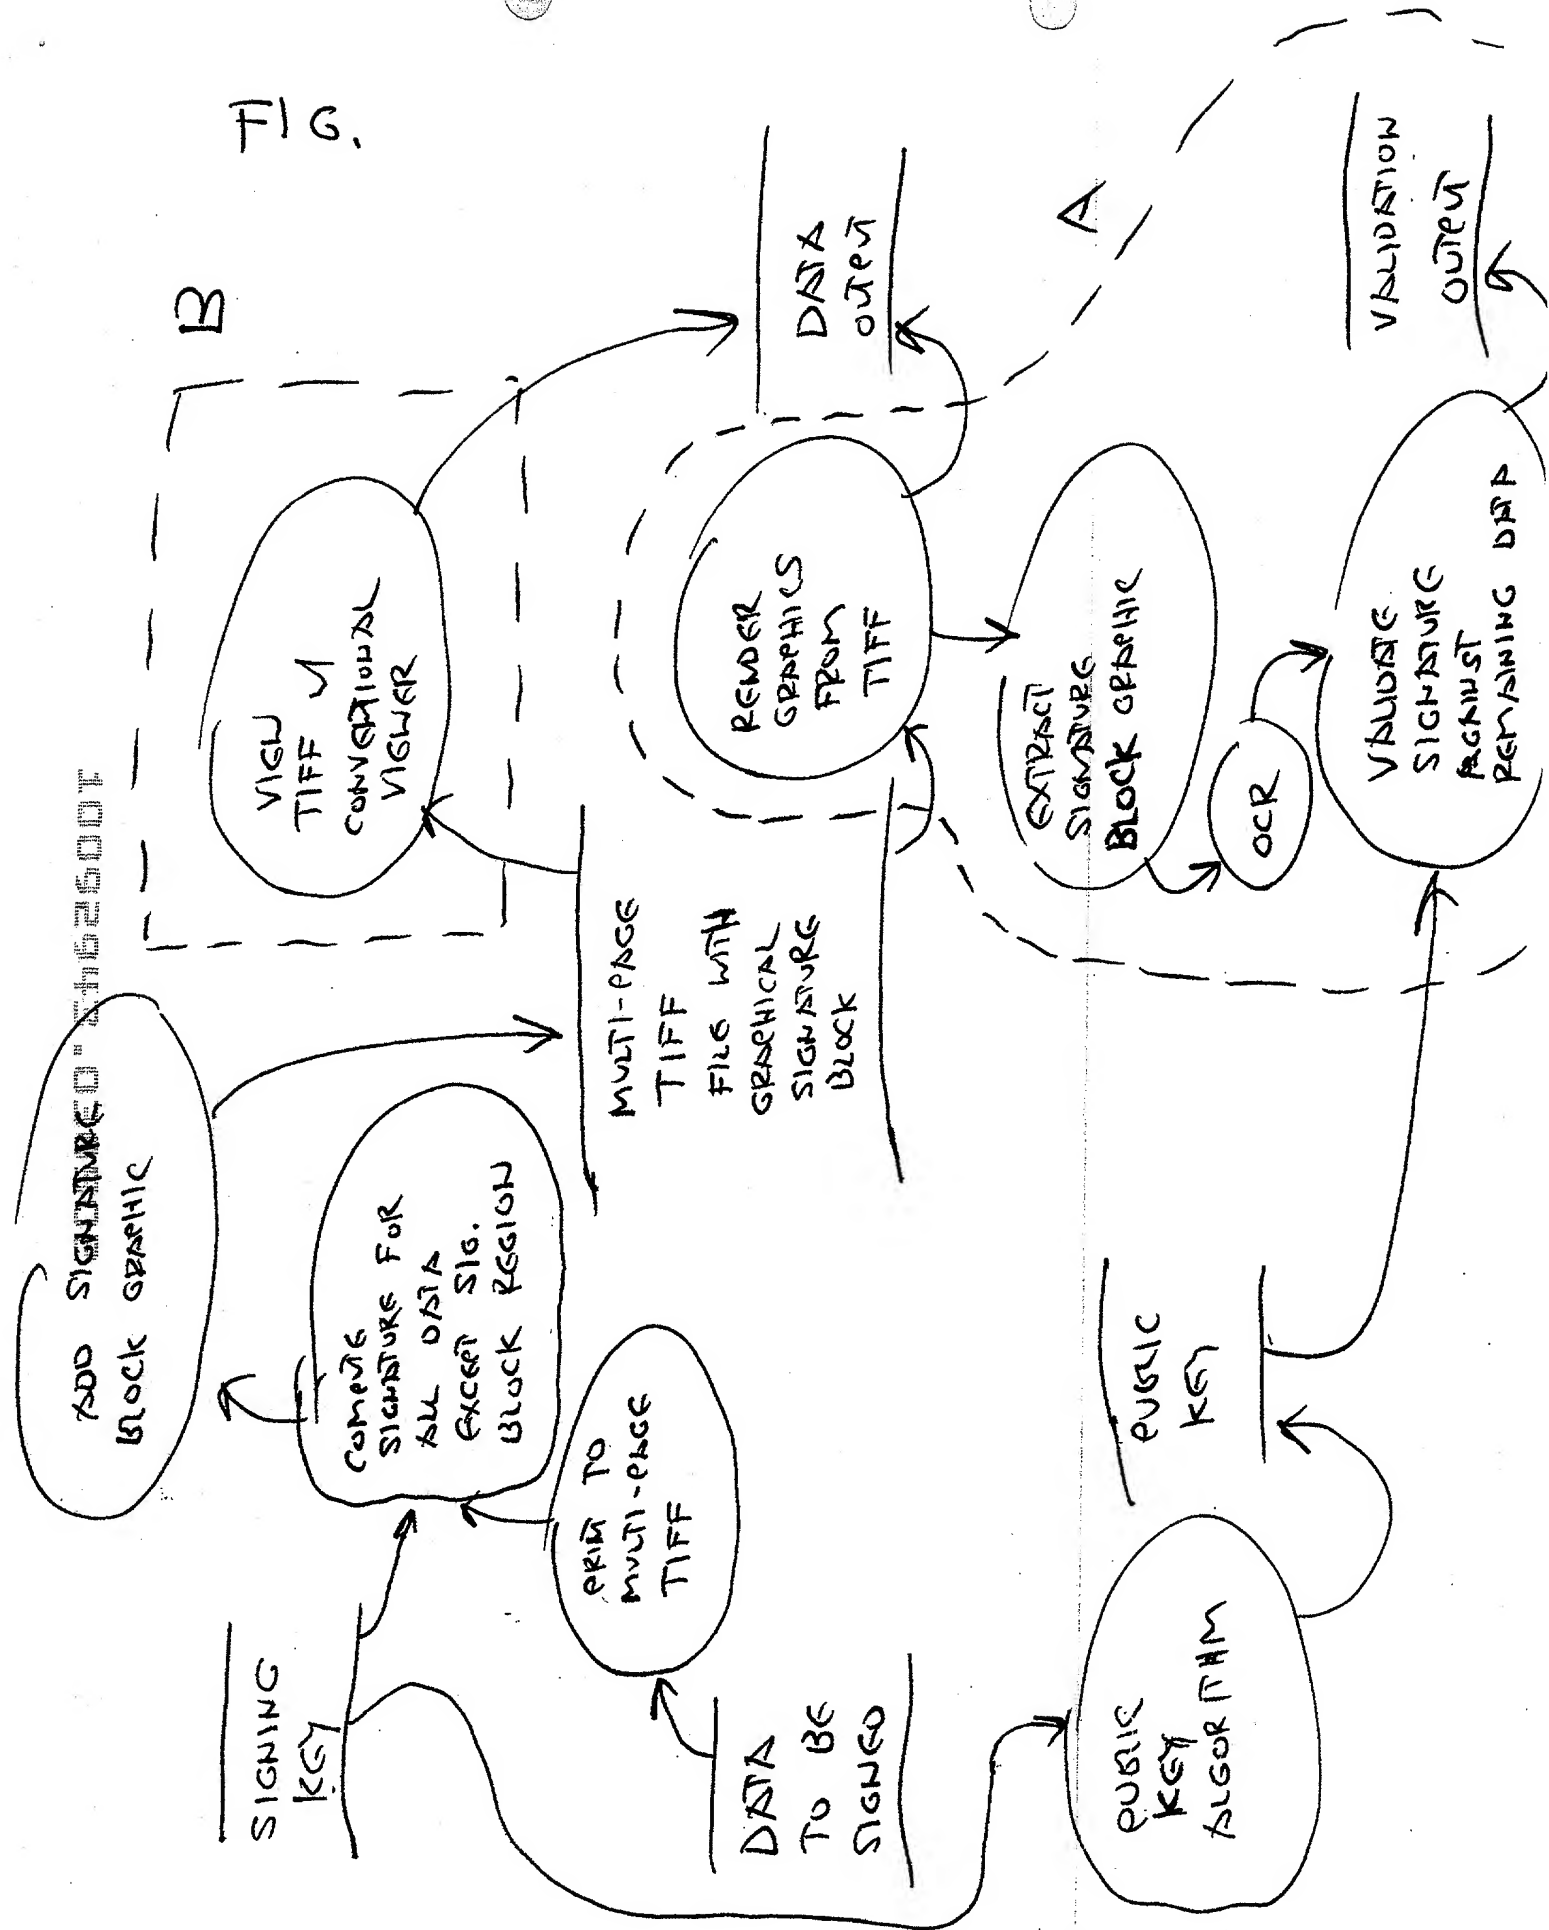 FIG.
B
A
10052945.062601
ADD SIGNATURE
BLOCK GRAPHIC
SIGNING
KEY
COMPUTE
SIGNATURE FOR
ALL DATA
EXCEPT SIG.
BLOCK REGION
PRINT TO
MULTI-PAGE
TIFF
DATA
TO BE
SIGNED
VIEW
TIFF
CONVENTIONAL
VIEWER
MULTI-PAGE
TIFF
FILE WITH
GRAPHICAL
SIGNATURE
BLOCK
DATA
OUTPUT
RENDER
GRAPHICS
FROM
TIFF
EXTRACT
SIGNATURE
BLOCK GRAPHIC
OCR
PUBLIC
KEY
ALGORITHM
PUBLIC
KEY
VALIDATE
SIGNATURE
AGAINST
REMAINING DATA
VALIDATION
OUTPUT